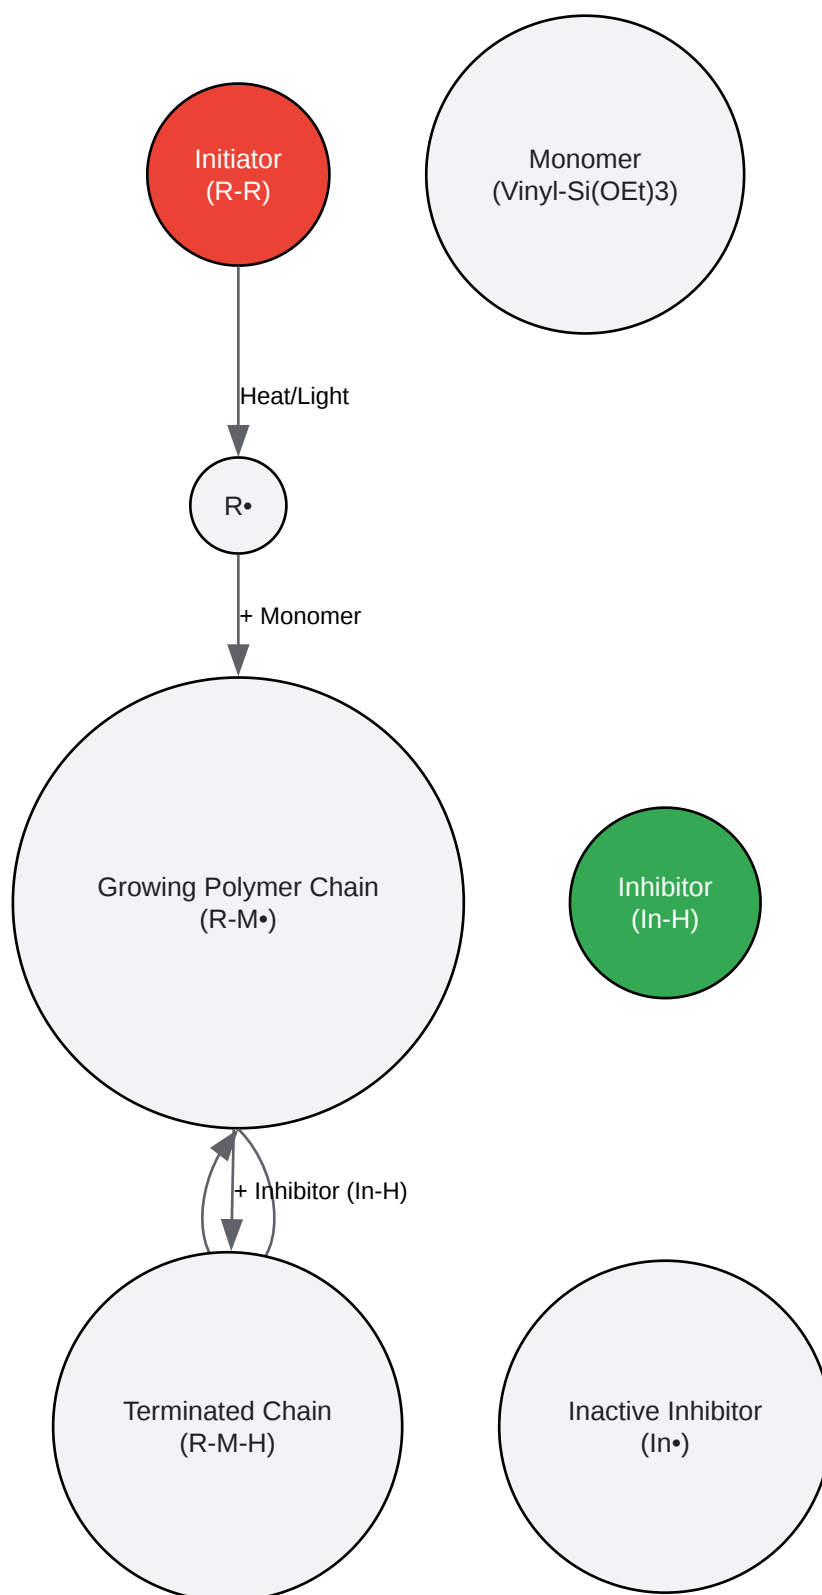 Initiator
(R-R)
Monomer
(Vinyl-Si(OEt)3)
Heat/Light
R•
+ Monomer
Growing Polymer Chain
(R-M•)
Inhibitor
(In-H)
+ Inhibitor (In-H)
Terminated Chain
(R-M-H)
Inactive Inhibitor
(In•)